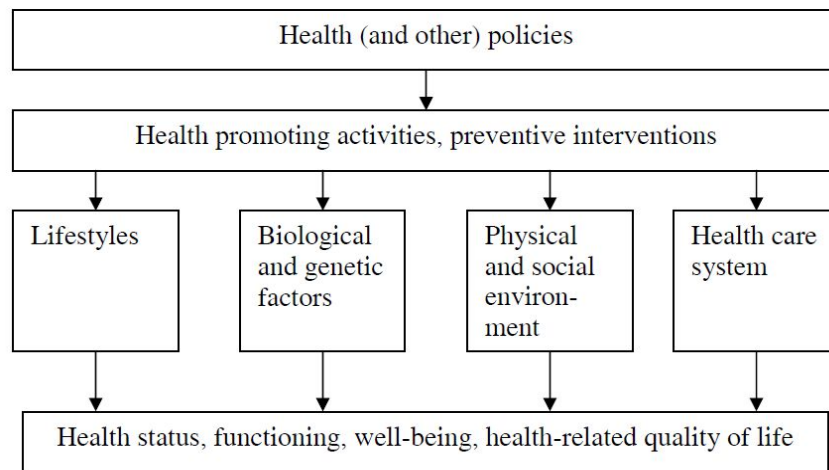 Health (and other) policies
Health promoting activities, preventive interventions
Lifestyles
Biological
and genetic
factors
Physical
and social
environ-
ment
Health care
system
Health status, functioning, well-being, health-related quality of life